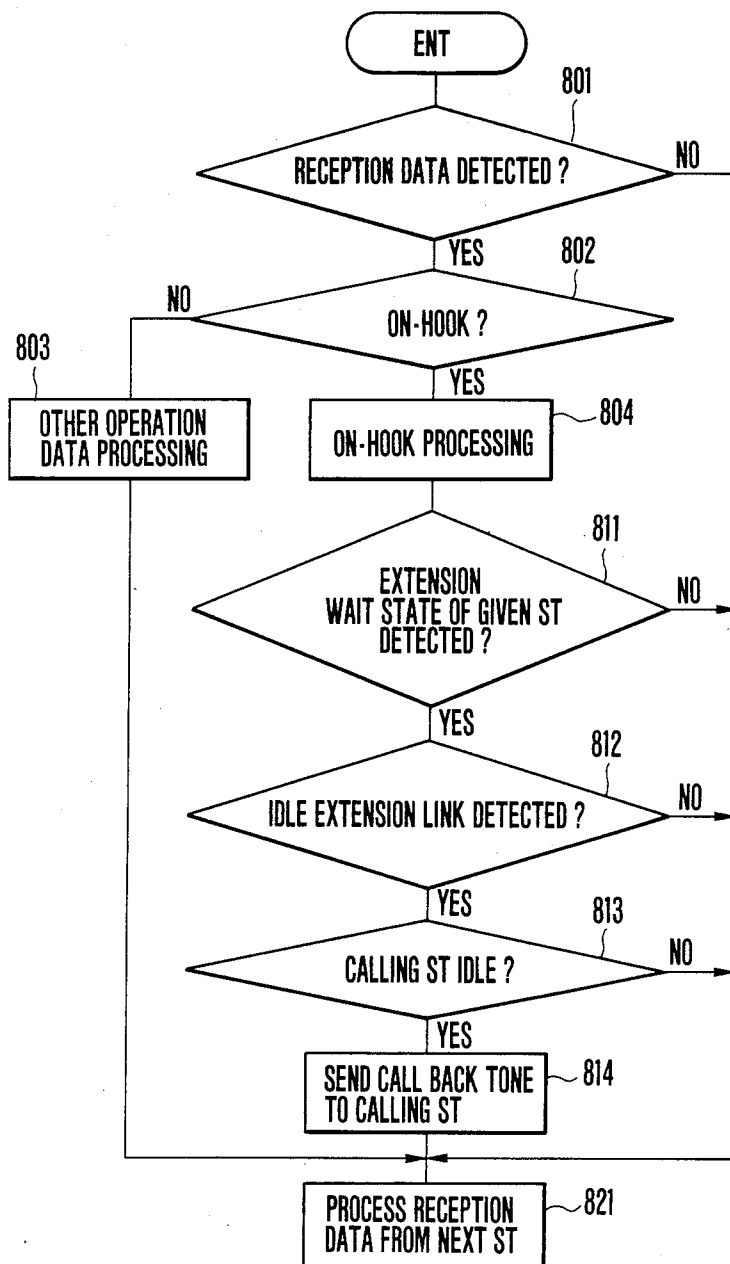 ENT
801
RECEPTION DATA DETECTED ?
NO
YES
802
NO
ON-HOOK ?
803
YES
OTHER OPERATION
DATA PROCESSING
804
ON-HOOK PROCESSING
811
EXTENSION
WAIT STATE OF GIVEN ST
DETECTED ?
NO
YES
812
IDLE EXTENSION LINK DETECTED ?
NO
YES
813
CALLING ST IDLE ?
NO
YES
SEND CALL BACK TONE
TO CALLING ST
814
PROCESS RECEPTION
DATA FROM NEXT ST
821